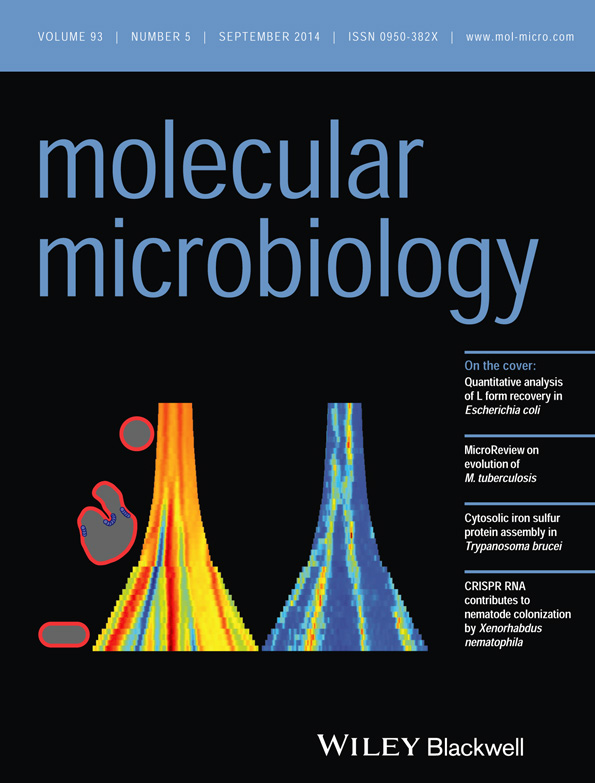 VOLUME 93 | NUMBER 5 | SEPTEMBER 2014 | ISSN 0950-382X | www.mol-micro.com
molecular
microbiology
On the cover:
Quantitative analysis
of L form recovery in
Escherichia coli
MicroReview on
evolution of
M. tuberculosis
Cytosolic iron sulfur
protein assembly in
Trypanosoma brucei
CRISPR RNA
contributes to
nematode colonization
by Xenorhabdus
nematophila
WILEY Blackwell